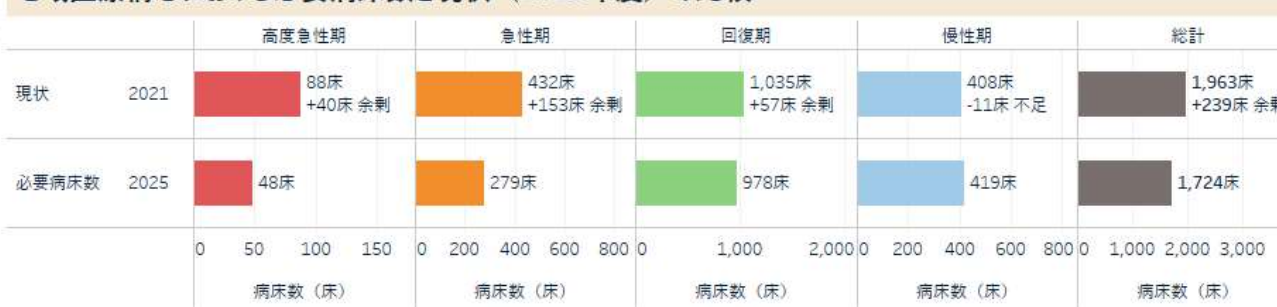 高度急性期 急性期 回復期 慢性期 総計
現状 2021 88床 432床 1,035床 408床 1,963床
+40床 余剰 +153床 余剰 +57床 余剰 -11床 不足 +239床 余剰
必要病床数 2025 48床 279床 978床 419床 1,724床
0 50 100 150 0 200 400 600 800 0 1,000 2,000 0 200 400 600 800 0 1,000 2,000 3,000
病床数（床） 病床数（床） 病床数（床） 病床数（床） 病床数（床）